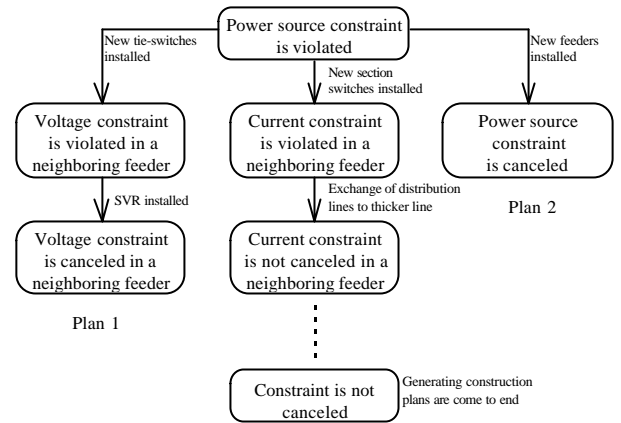 Power source constraint
is violated
New tie-switches
installed
New section
switches installed
New feeders
installed
Voltage constraint
is violated in a
neighboring feeder
Current constraint
is violated in a
neighboring feeder
Power source
constraint
is canceled
SVR installed
Exchange of distribution
lines to thicker line
Plan 2
Voltage constraint
is canceled in a
neighboring feeder
Current constraint
is not canceled in a
neighboring feeder
Plan 1
Constraint is not
canceled
Generating construction
plans are come to end